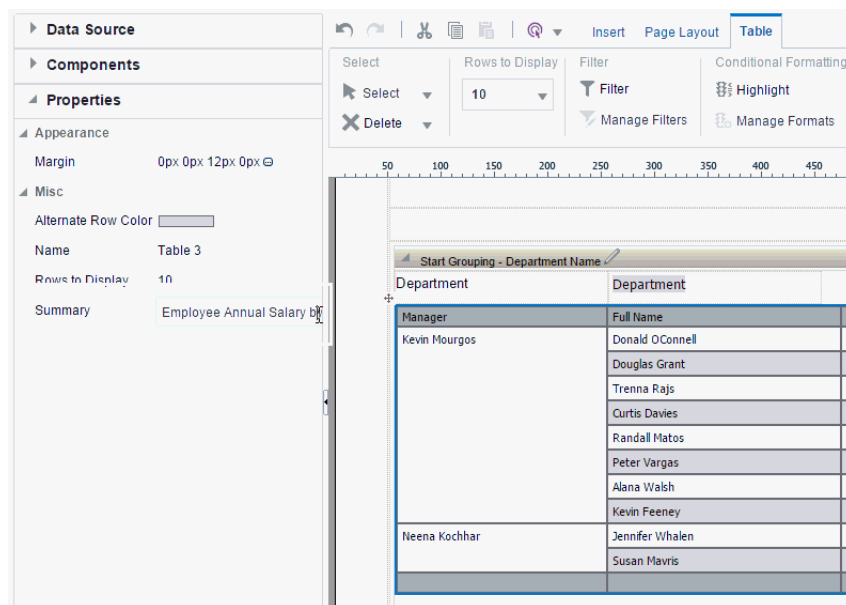 Data Source
Components
Properties
Appearance
Margin 0px 0px 12px 0px
Misc
Alternate Row Color
Name Table 3
Rows to Display 10
Summary Employee Annual Salary by
Insert Page Layout Table
Select Rows to Display Filter Conditional Formatting
Select 10 Filter Highlight
Delete Manage Filters Manage Formats
50 100 150 200 250 300 350 400 450
Start Grouping - Department Name
Department Department
Manager Full Name
Kevin Mourgos Donald OConnell
Douglas Grant
Trenna Rajs
Curtis Davies
Randall Matos
Peter Vargas
Alana Walsh
Kevin Feeney
Neena Kochhar Jennifer Whalen
Susan Mavris